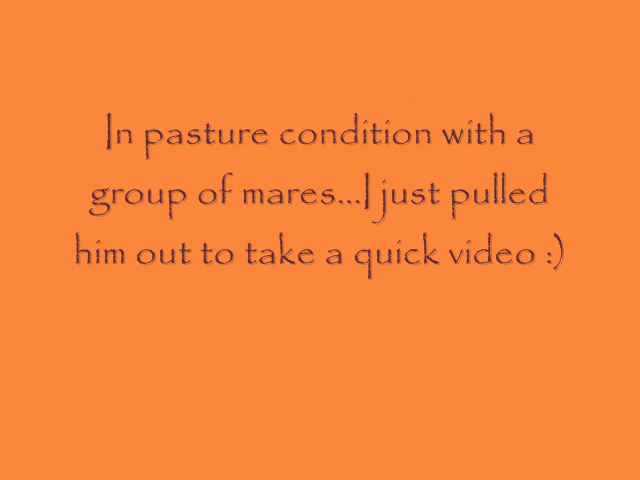 In pasture condition with a
group of mares...I just pulled
him out to take a quick video :)